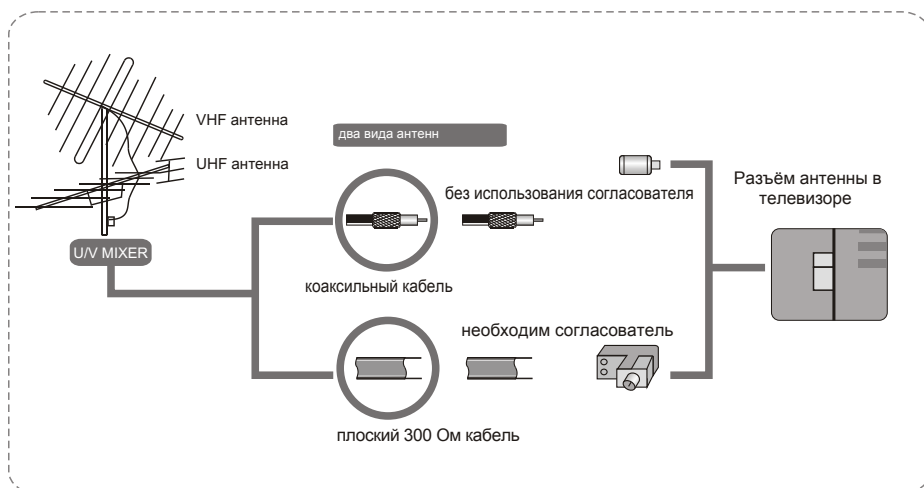 VHF антенна
UHF антенна
U/V MIXER
два вида антенн
без использования согласователя
коаксильный кабель
необходим согласователь
плоский 300 Ом кабель
Разъём антенны в
телевизоре